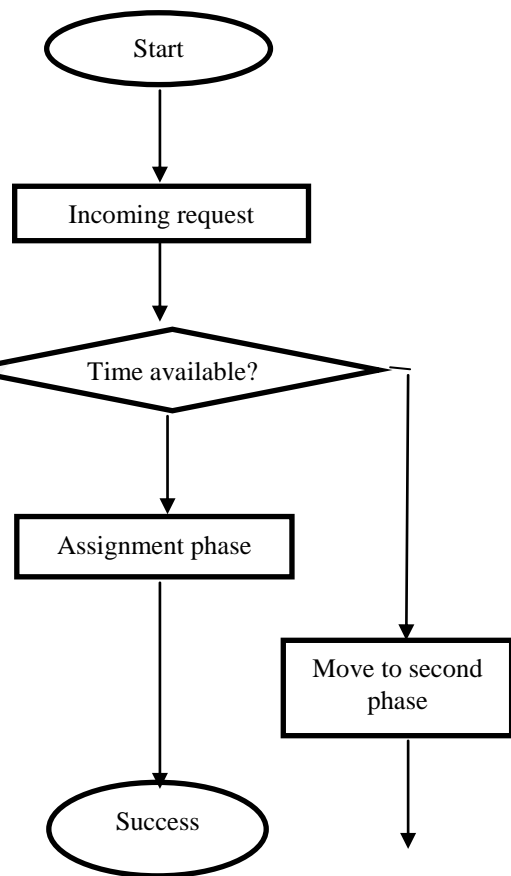 Start
Incoming request
Time available?
Assignment phase
Move to second
phase
Success